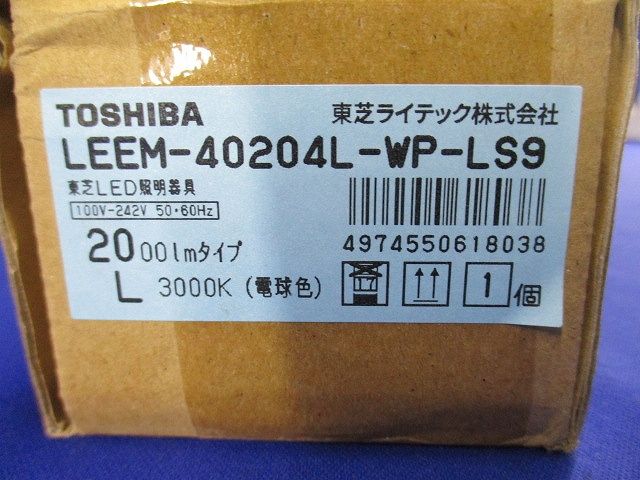 TOSHIBA 東芝ライテック株式会社
LEEM-40204L-WP-LS9
東芝LED照明器具
100V-242V 50・60Hz
4974550618038
2000lmタイプ
L 3000K (電球色)
1 個